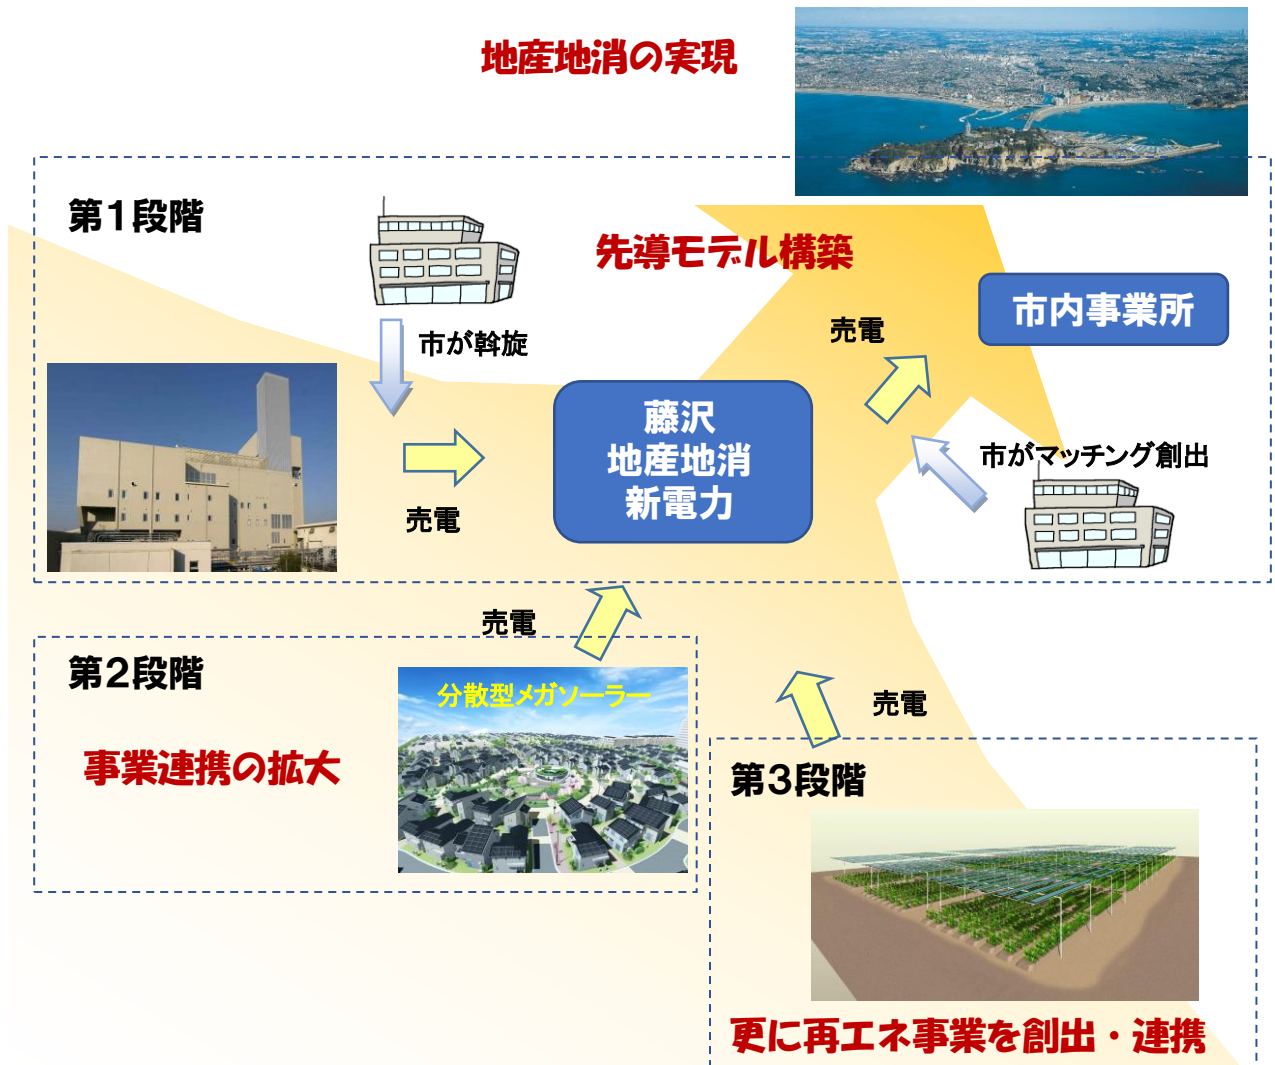 地産地消の実現
第1段階
先導モデル構築
市内事業所
売電
市が斡旋
藤沢
地産地消
新電力
市がマッチング創出
売電
売電
第2段階
分散型メガソーラー
事業連携の拡大
売電
第3段階
更に再エネ事業を創出・連携